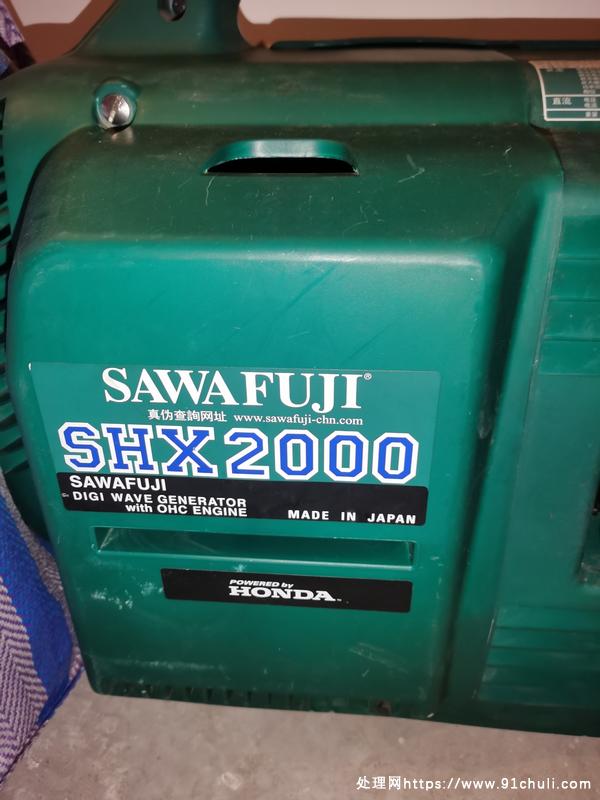 直流
SAWAFUJI®
真伪查詢网址 www.sawafuji-chn.com
SHX2000
SAWAFUJI
DIGI WAVE GENERATOR
with OHC ENGINE
MADE IN JAPAN
POWERED by
HONDA
处理网https://www.91chuli.com